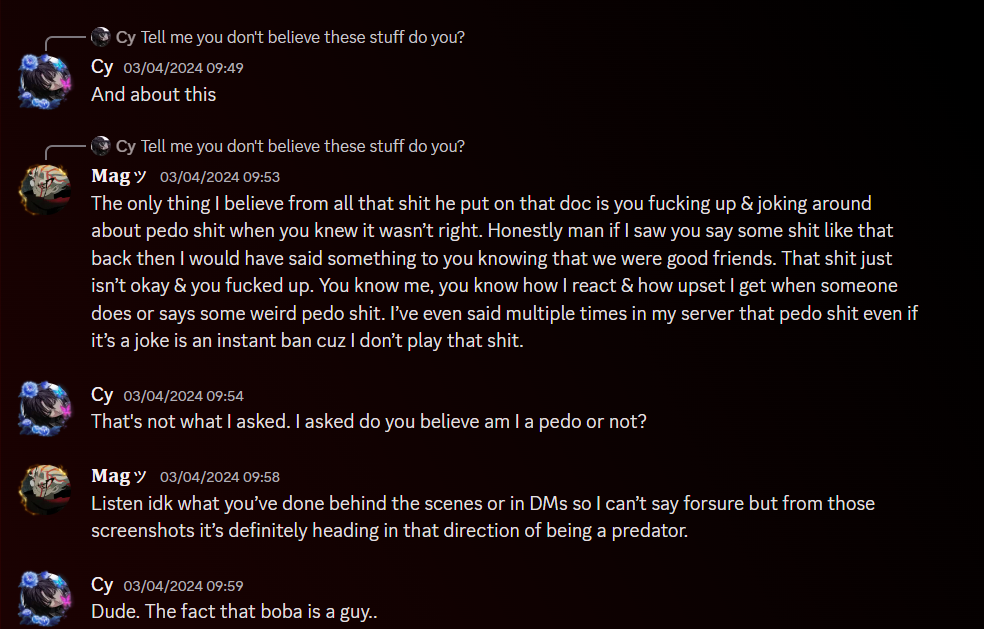 Cy Tell me you don't believe these stuff do you?
Cy 03/04/2024 09:49
And about this
Cy Tell me you don't believe these stuff do you?
Magツ 03/04/2024 09:53
The only thing I believe from all that shit he put on that doc is you fucking up & joking around
about pedo shit when you knew it wasn’t right. Honestly man if I saw you say some shit like that
back then I would have said something to you knowing that we were good friends. That shit just
isn’t okay & you fucked up. You know me, you know how I react & how upset I get when someone
does or says some weird pedo shit. I’ve even said multiple times in my server that pedo shit even if
it’s a joke is an instant ban cuz I don’t play that shit.
Cy 03/04/2024 09:54
That's not what I asked. I asked do you believe am I a pedo or not?
Magツ 03/04/2024 09:58
Listen idk what you’ve done behind the scenes or in DMs so I can’t say forsure but from those
screenshots it’s definitely heading in that direction of being a predator.
Cy 03/04/2024 09:59
Dude. The fact that boba is a guy..